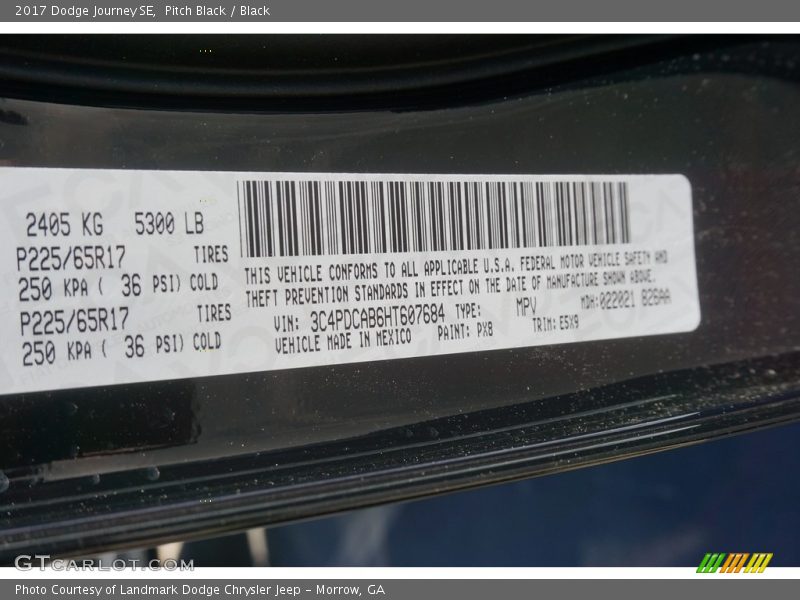 2017 Dodge Journey SE, Pitch Black / Black
2405 KG 5300 LB
P225/65R17 TIRES
250 KPA ( 36 PSI) COLD
P225/65R17 TIRES
250 KPA ( 36 PSI) COLD
THIS VEHICLE CONFORMS TO ALL APPLICABLE U.S.A. FEDERAL MOTOR VEHICLE SAFETY AND
THEFT PREVENTION STANDARDS IN EFFECT ON THE DATE OF MANUFACTURE SHOWN ABOVE.
VIN: 3C4PDCAB6HT607684 TYPE: MPV MDH:022021 826AA
VEHICLE MADE IN MEXICO PAINT: PX8 TRIM: E5X9
GTCARLOT.COM
Photo Courtesy of Landmark Dodge Chrysler Jeep - Morrow, GA